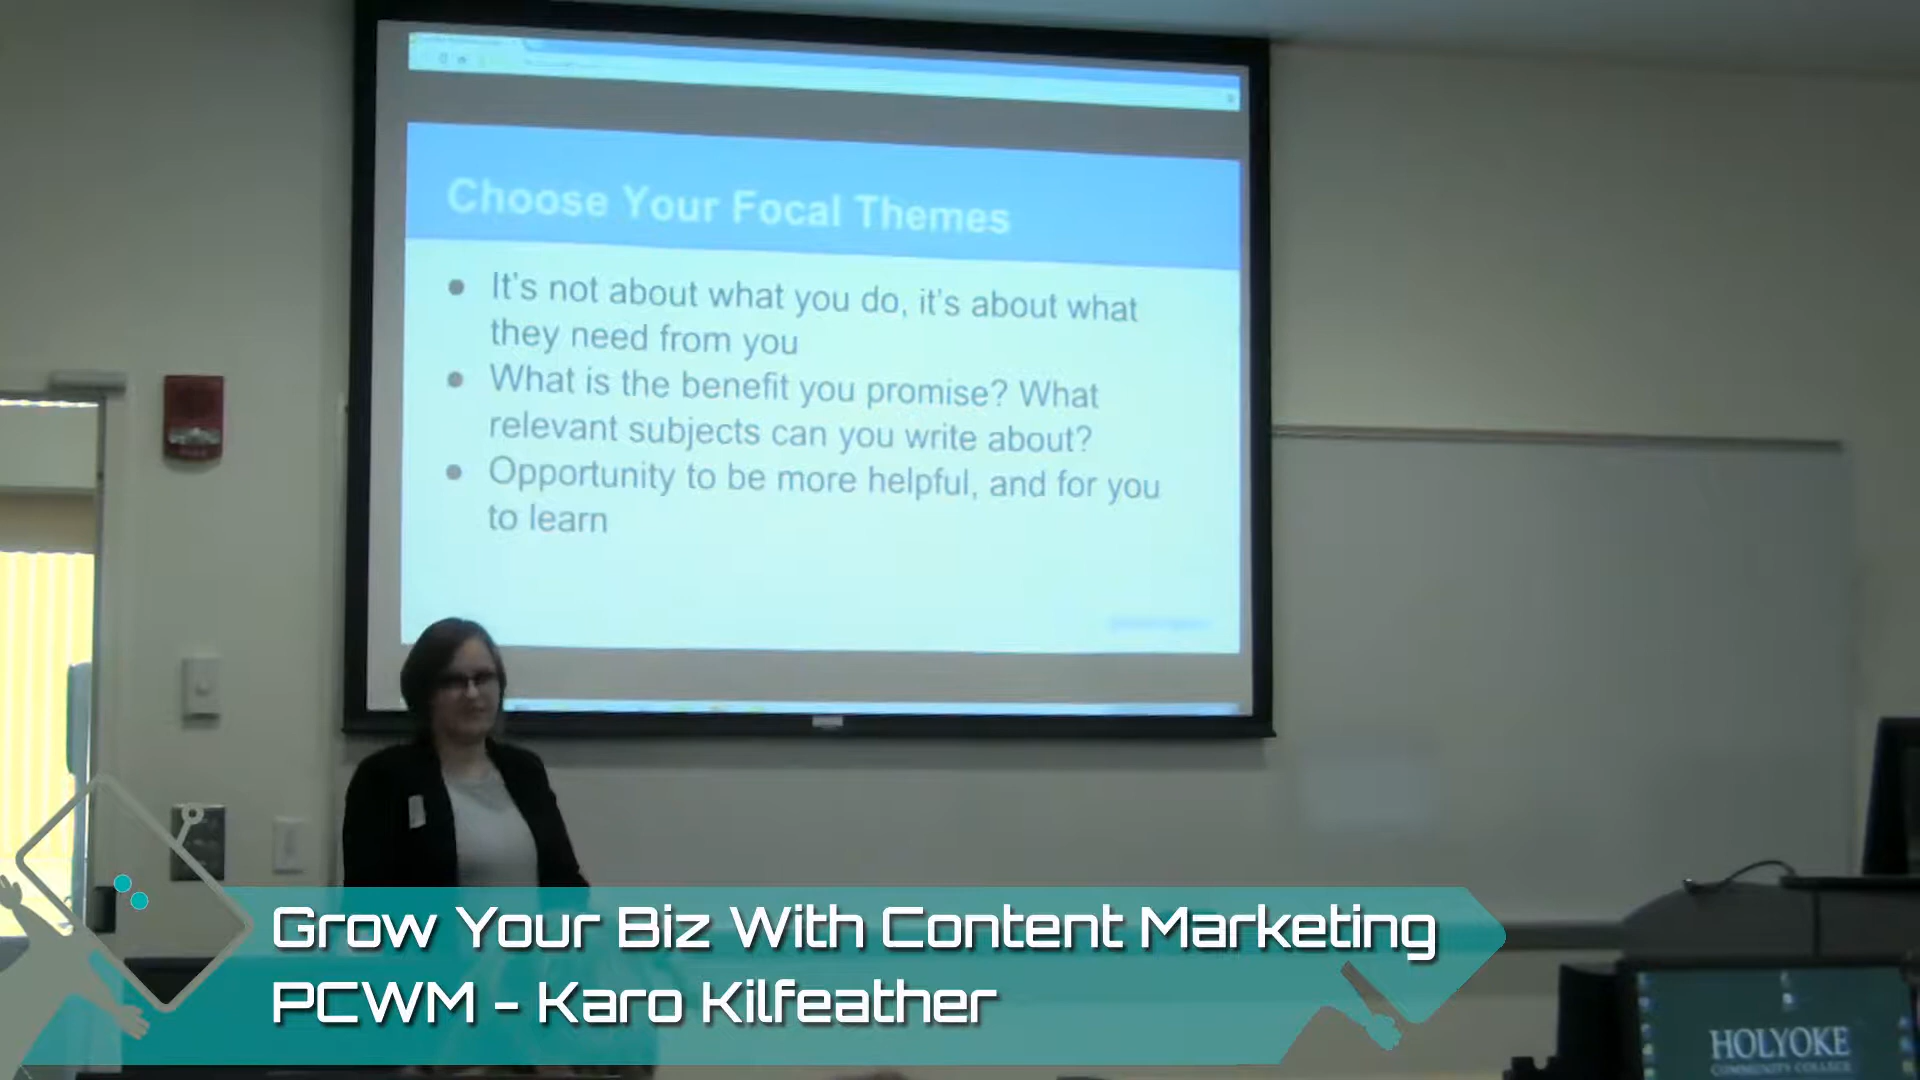 Choose Your Focal Themes
It's not about what you do, it's about what
they need from you
What is the benefit you promise? What
relevant subjects can you write about?
Opportunity to be more helpful, and for you
to learn
Grow Your Biz With Content Marketing
PCWM - Karo Kilfeather
HOLYOKE
COMMUNITY COLLEGE